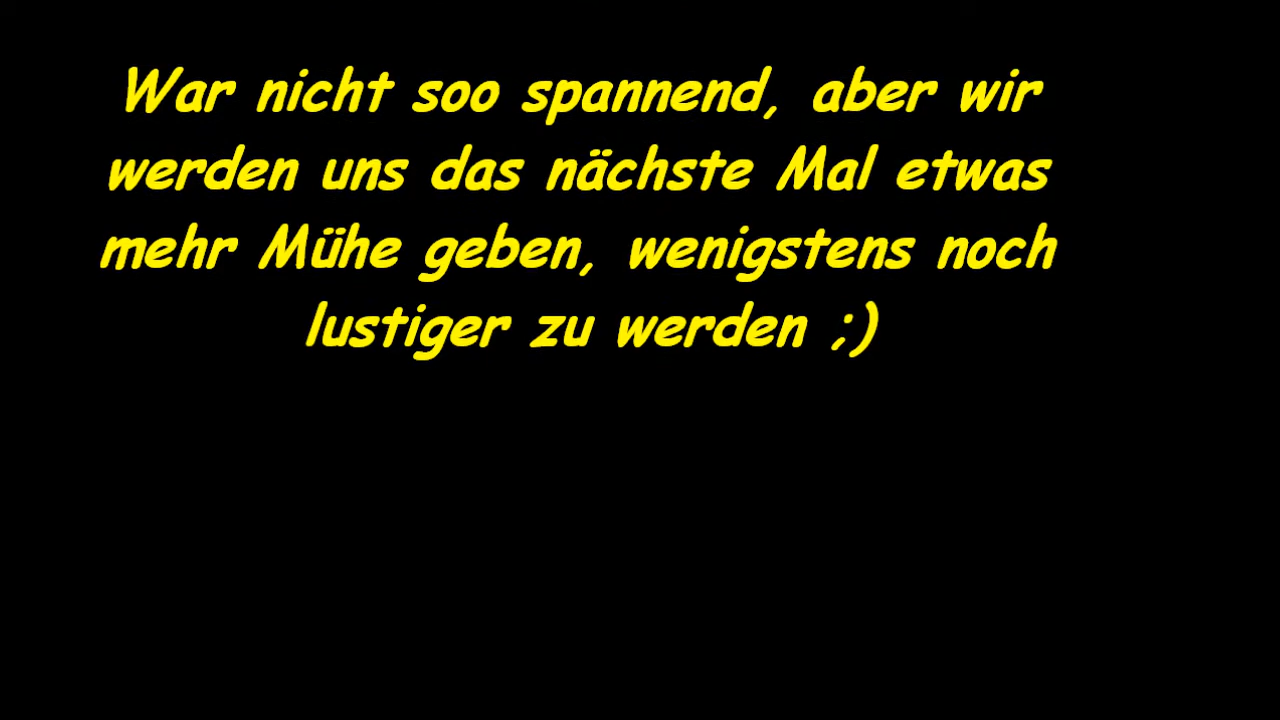 War nicht soo spannend, aber wir
werden uns das nächste Mal etwas
mehr Mühe geben, wenigstens noch
lustiger zu werden ;)